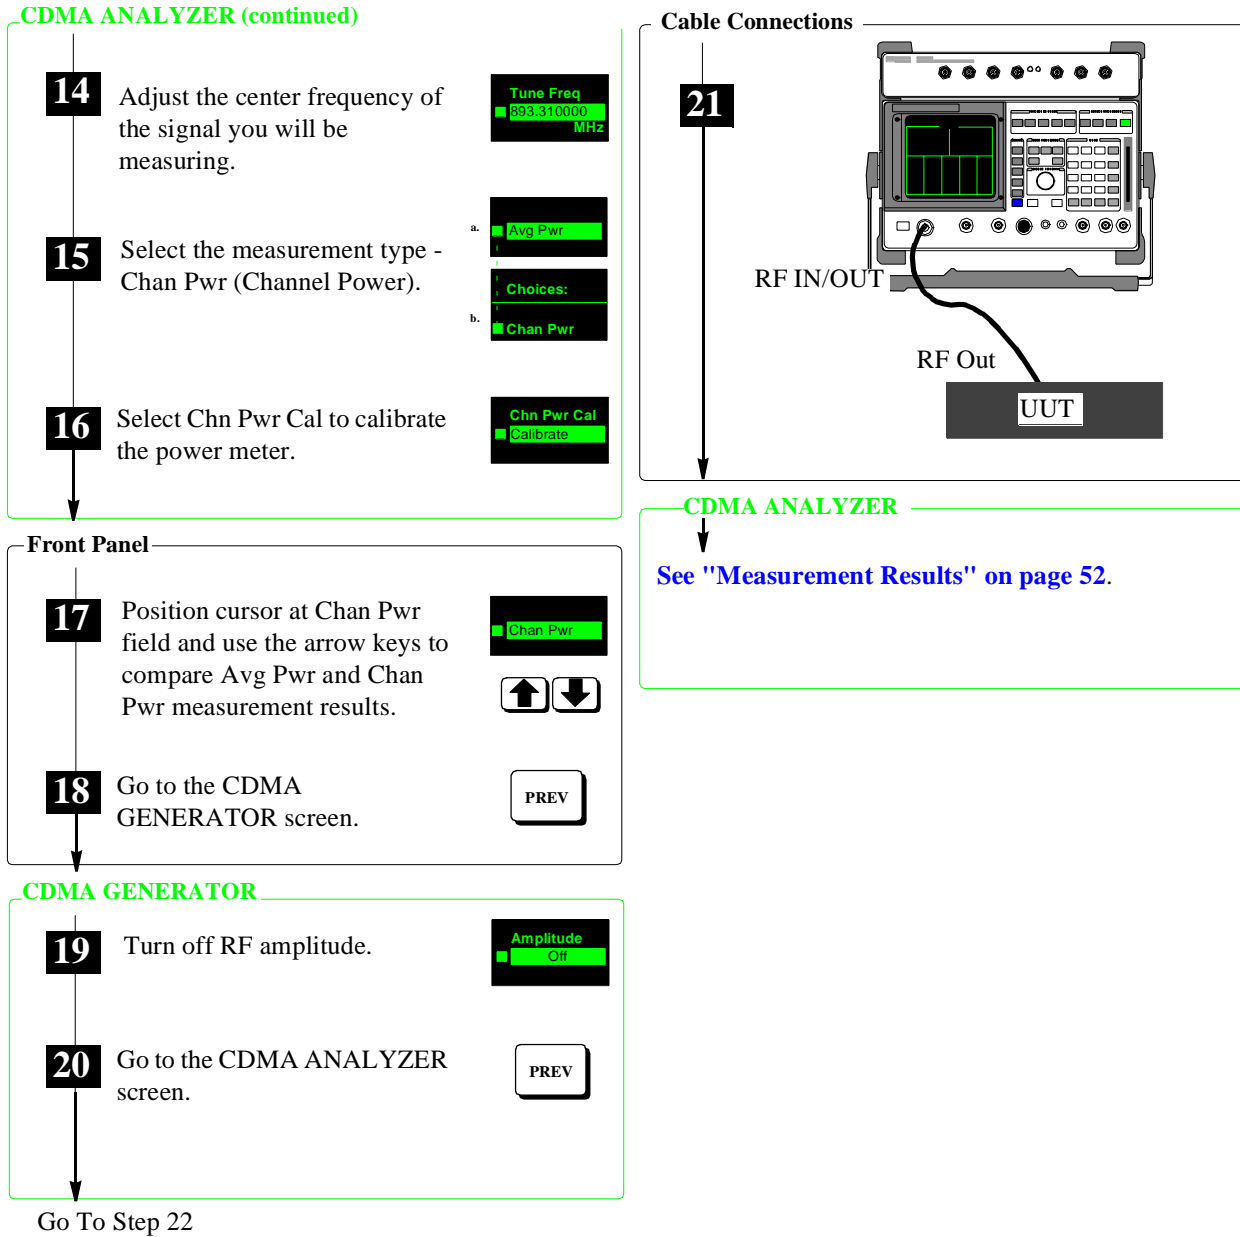 CDMA ANALYZER (continued)
14
Adjust the center frequency of
the signal you will be
measuring.
Tune Freq
893.310000
MHz
15
Select the measurement type -
Chan Pwr (Channel Power).
a.
Avg Pwr
Choices:
b.
Chan Pwr
16
Select Chn Pwr Cal to calibrate
the power meter.
Chn Pwr Cal
Calibrate
Front Panel
17
Position cursor at Chan Pwr
field and use the arrow keys to
compare Avg Pwr and Chan
Pwr measurement results.
Chan Pwr
18
Go to the CDMA
GENERATOR screen.
PREV
CDMA GENERATOR
19
Turn off RF amplitude.
Amplitude
Off
20
Go to the CDMA ANALYZER
screen.
PREV
Go To Step 22
Cable Connections
21
RF IN/OUT
RF Out
UUT
CDMA ANALYZER
See "Measurement Results" on page 52.